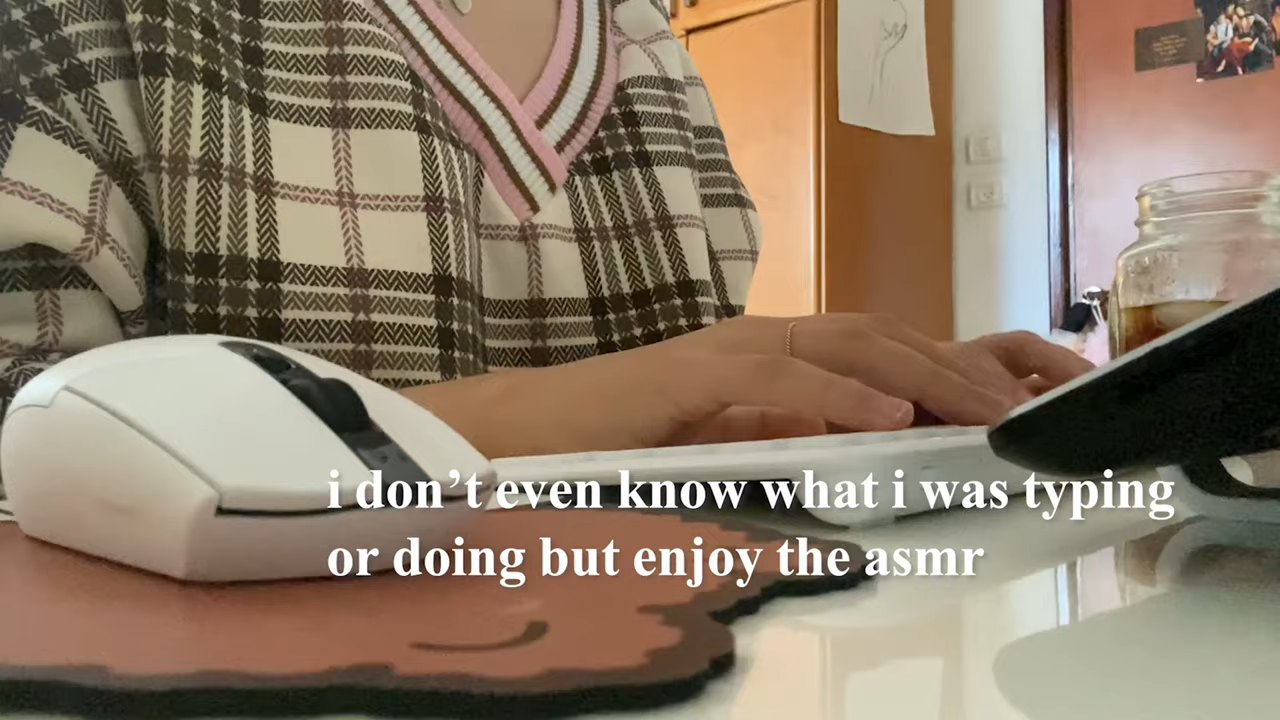 i don’t even know what i was typing
or doing but enjoy the asmr